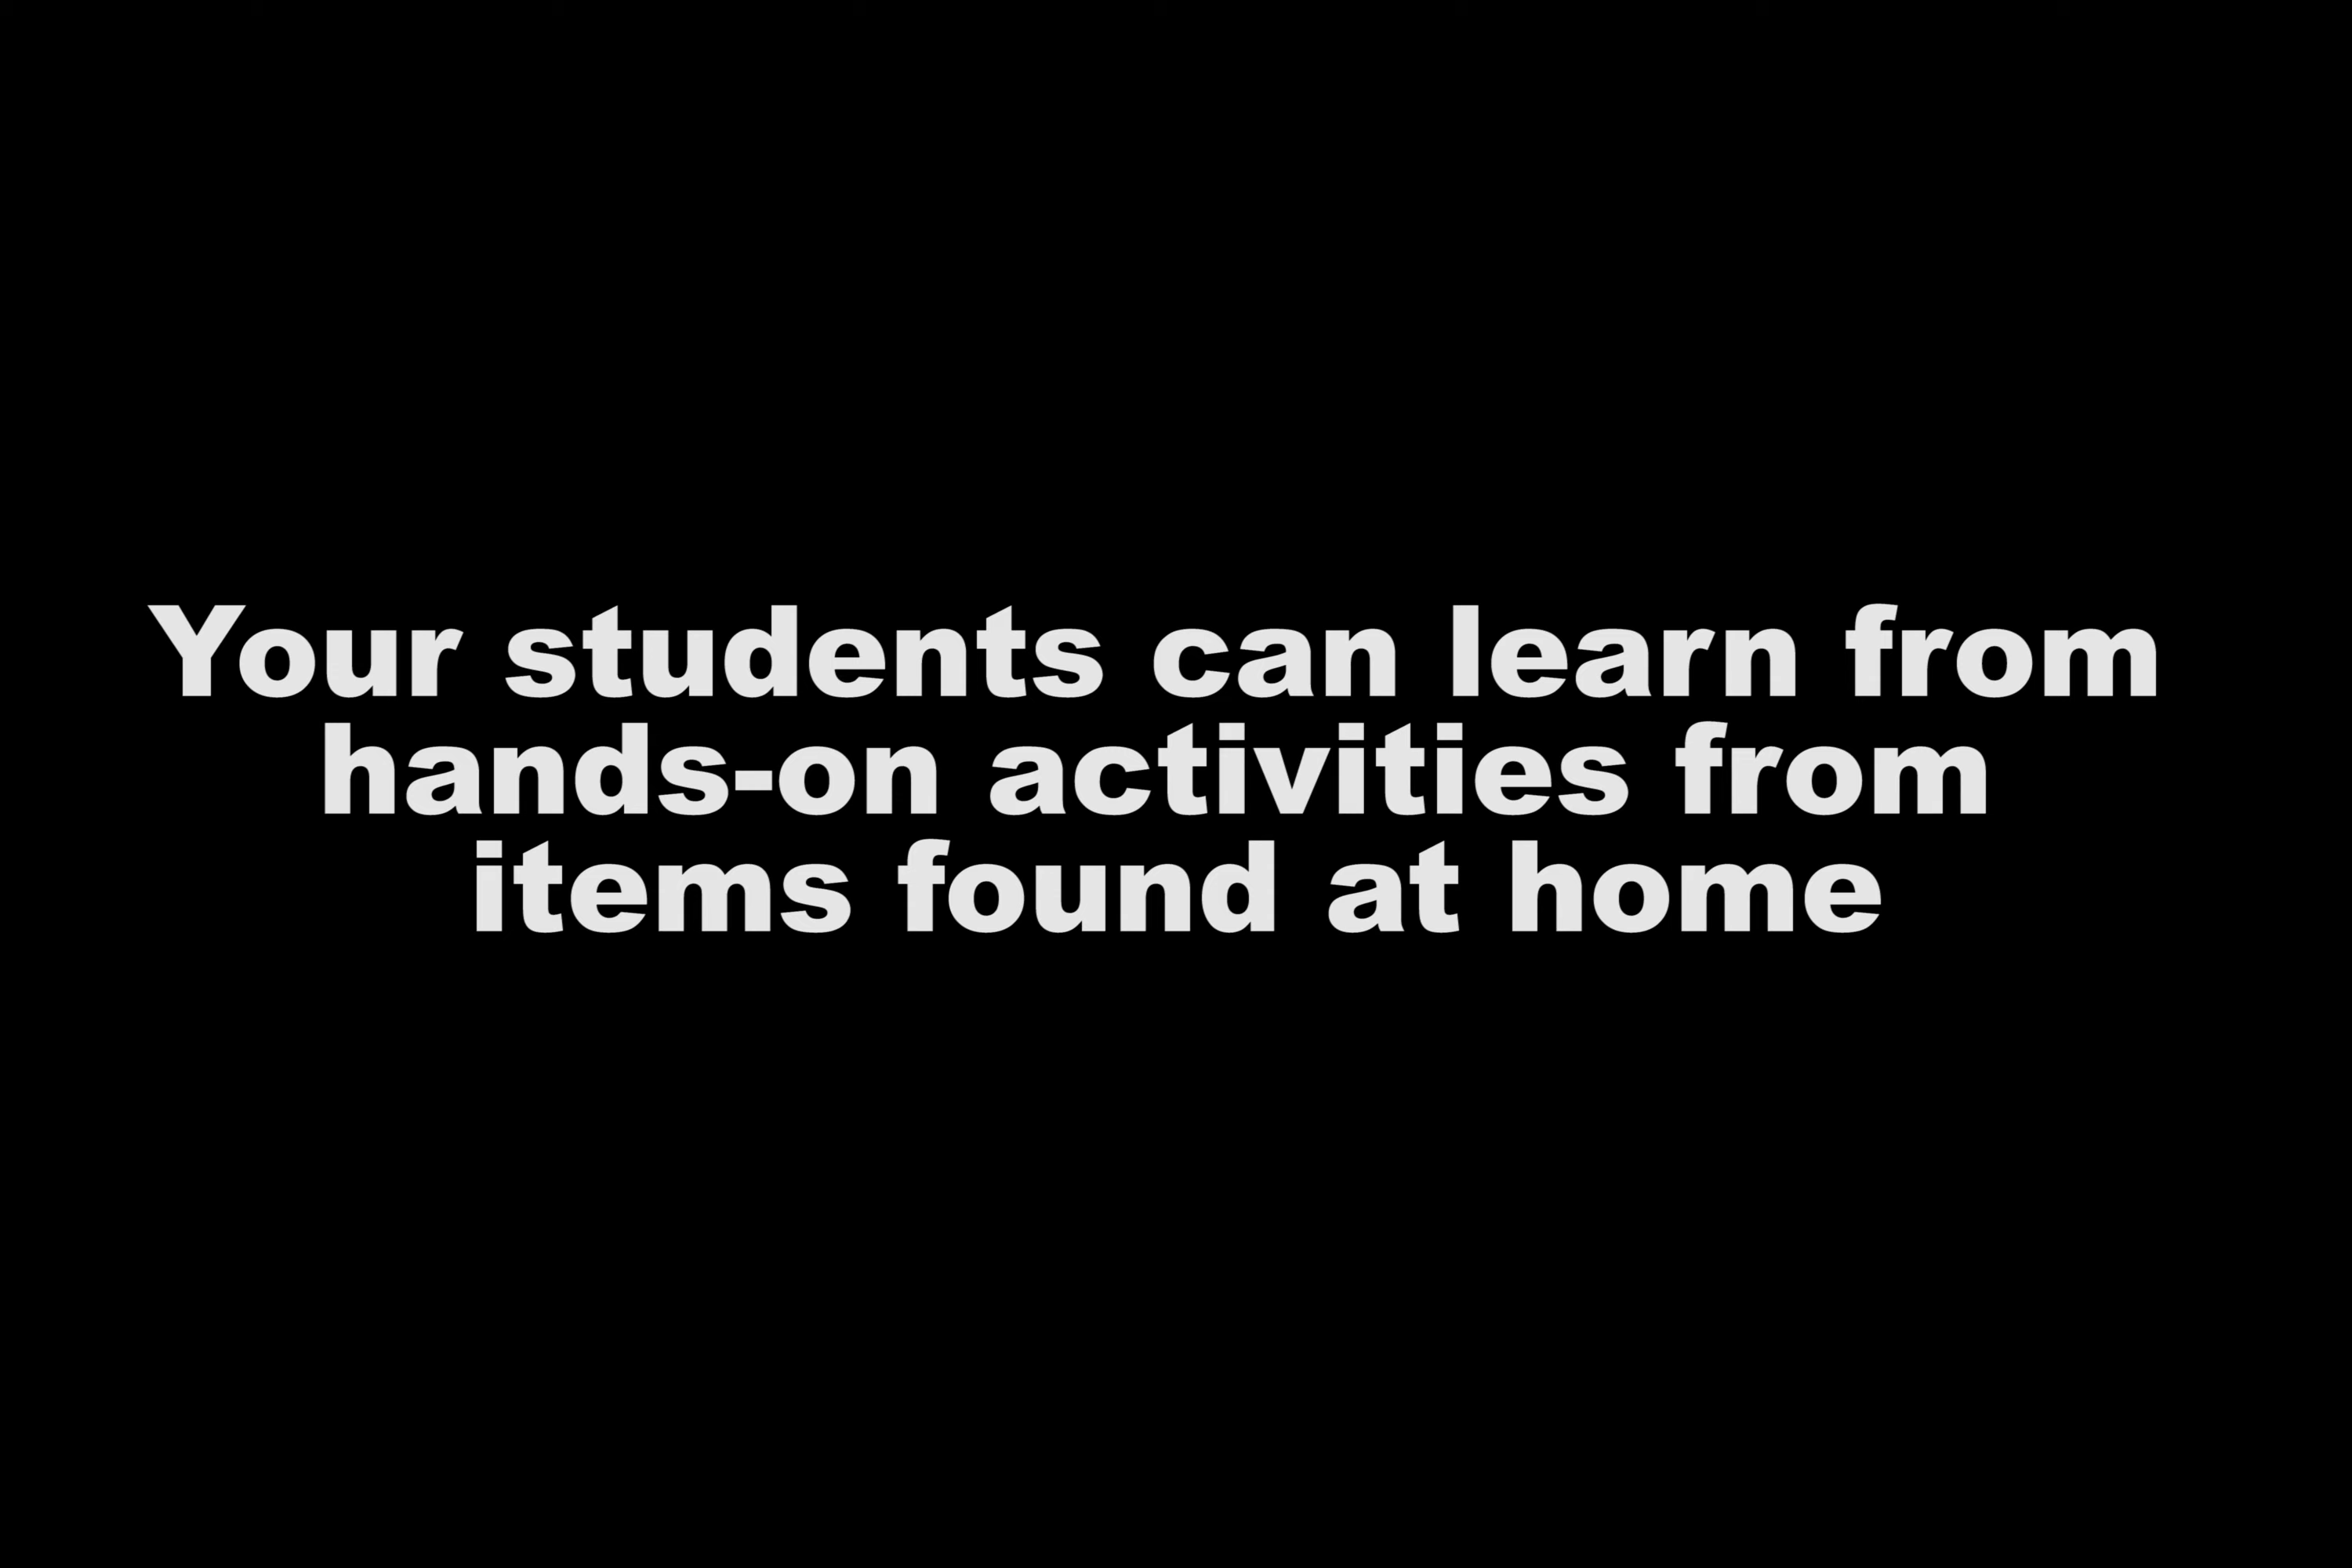 Your students can learn from
hands-on activities from
items found at home